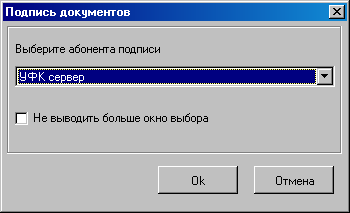 Подпись документов
Выберите абонента подписи
УФК сервер
Не выводить больше окно выбора
Ok
Отмена